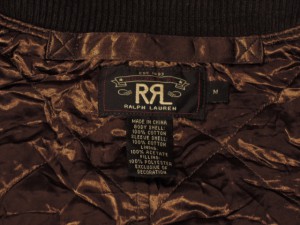 RRL
RALPH LAUREN
M
MADE IN CHINA
BODY SHELL:
100% COTTON
SLEEVE SHELL:
100% COTTON
LINING:
100% ACETATE
FILLING:
100% POLYESTER
EXCLUSIVE OF
DECORATION